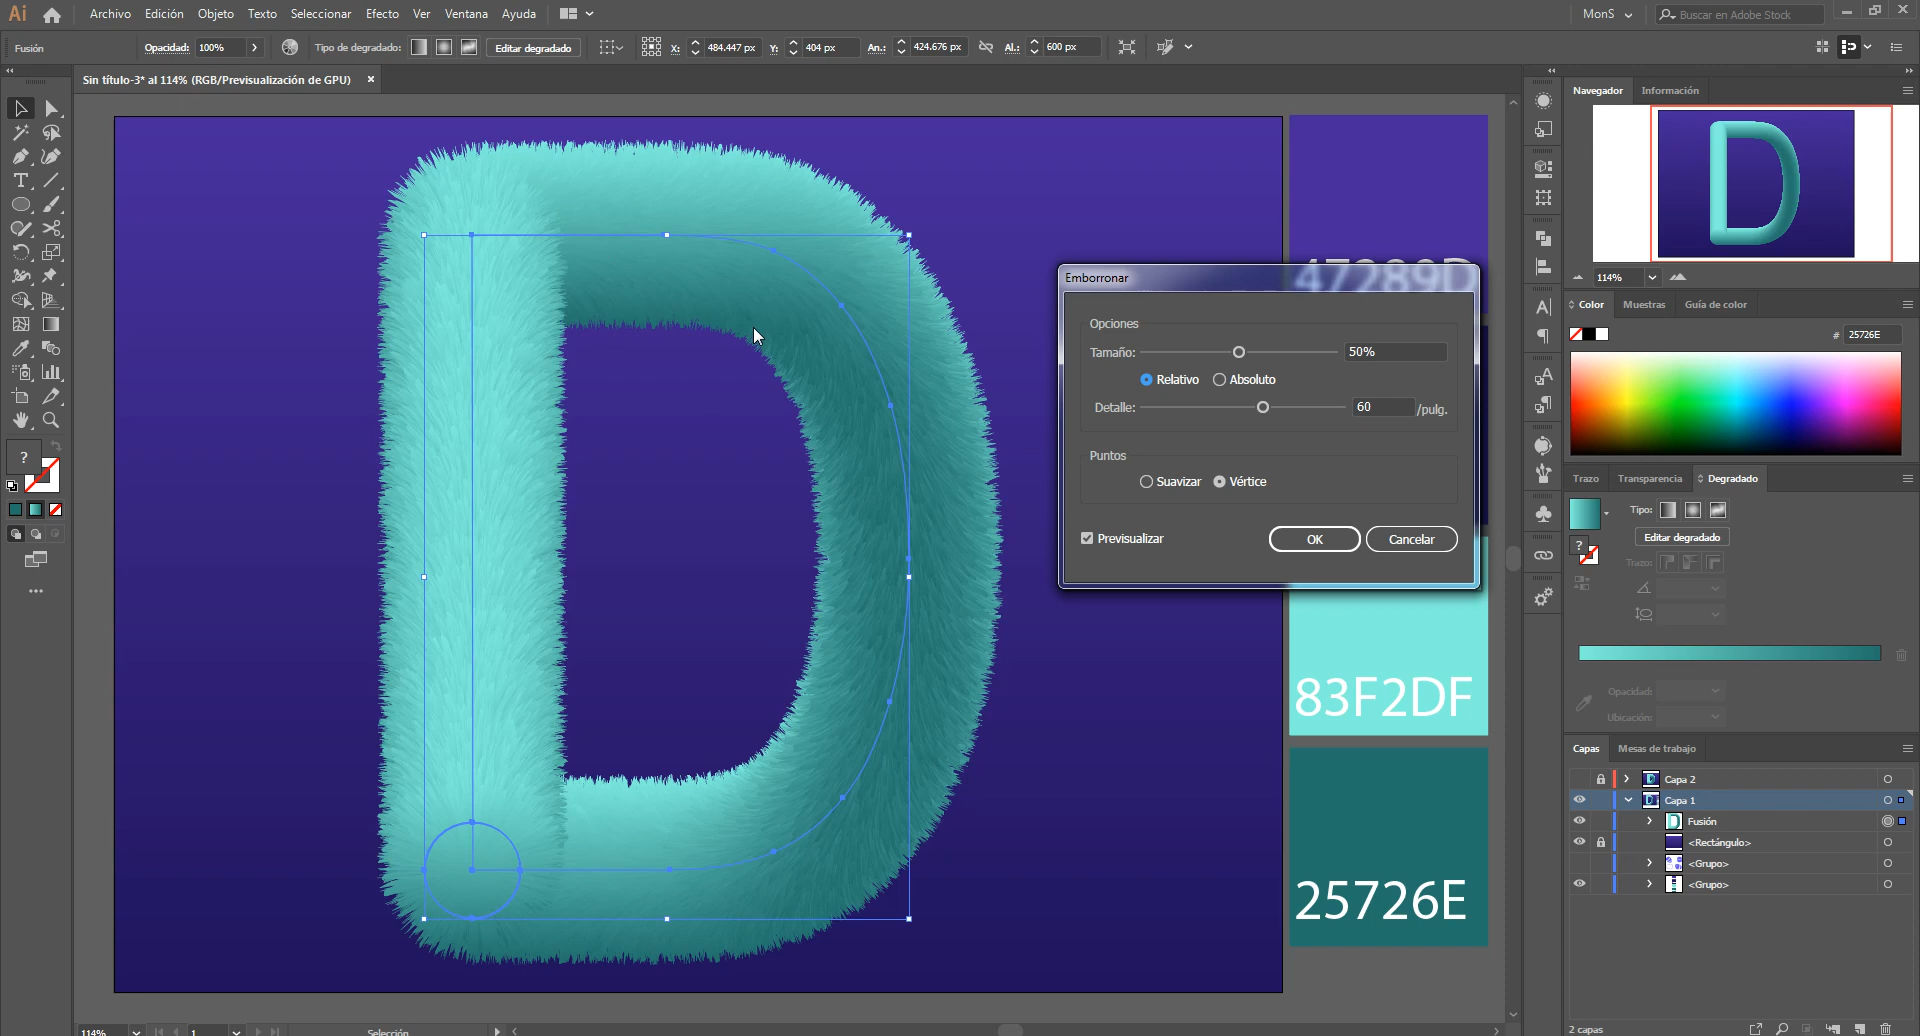 Ai Archivo Edición Objeto Texto Seleccionar Efecto Ver Ventana Ayuda MonS Buscar en Adobe Stock
Fusión Opacidad: 100% Tipo de degradado: Editar degradado X: 484.447 px Y: 404 px An.: 424.676 px Al.: 600 px
Sin título-3* al 114% (RGB/Previsualización de GPU)
Navegador Información
47289D
Emborronar
114%
Opciones
Color Muestras Guía de color
Tamaño: 50%
# 25726E
Relativo Absoluto
Detalle: 60 /pulg.
Puntos
Suavizar Vértice
Trazo Transparencia Degradado
Tipo:
Previsualizar OK Cancelar
Editar degradado
Trazo:
83F2DF
Opacidad:
Ubicación:
Capas Mesas de trabajo
Capa 2
Capa 1
Fusión
<Rectángulo>
<Grupo>
<Grupo>
25726E
114% 1 Selección
2 capas